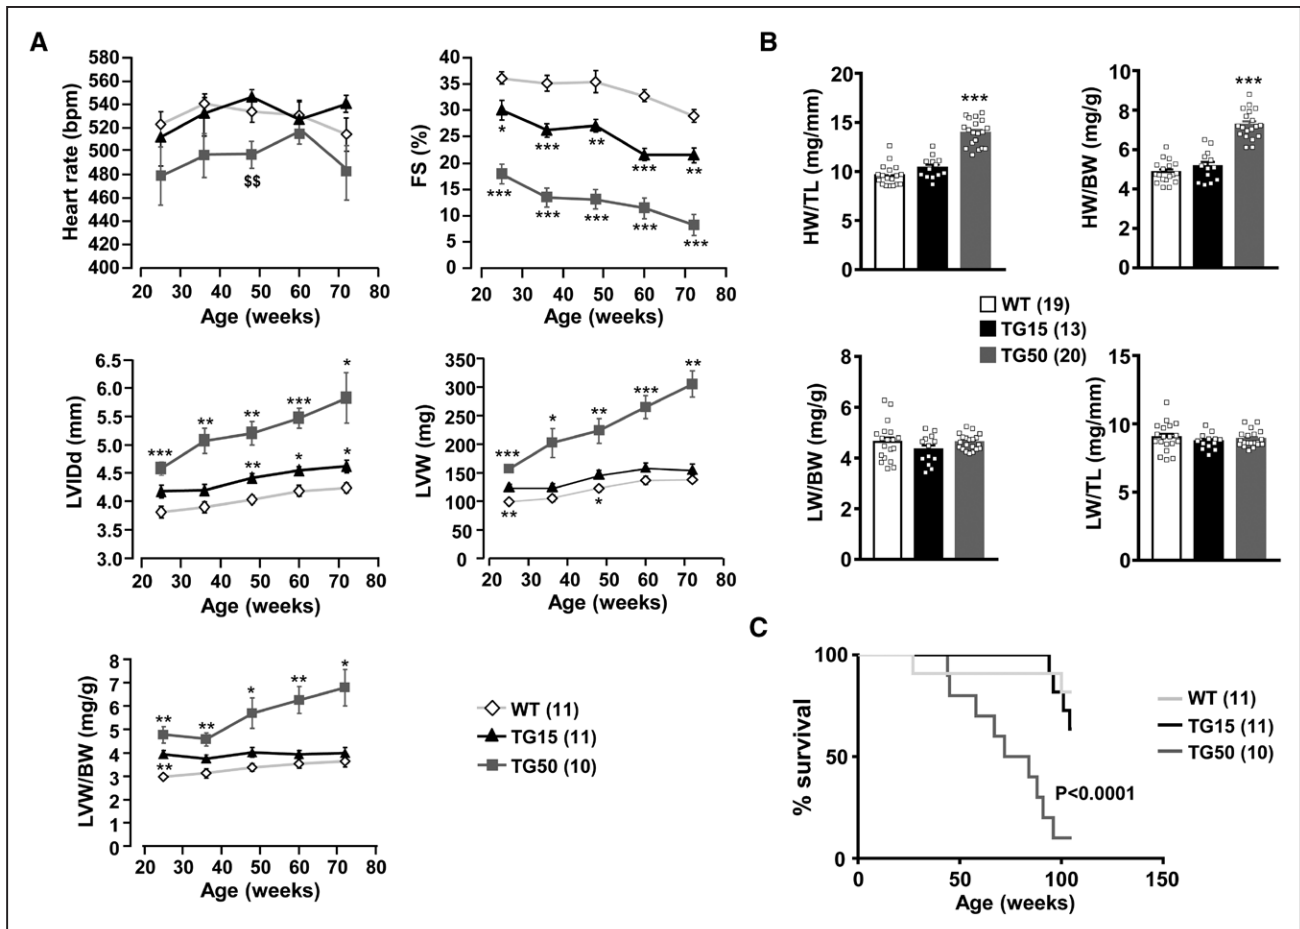 A
580
560
540
520
500
480
460
440
420
400
Heart rate (bpm)
$$
20 30 40 50 60 70 80
Age (weeks)
40
35
30
25
20
15
10
5
0
FS (%)
* *** ** *** **
*** *** *** *** ***
20 30 40 50 60 70 80
Age (weeks)
B
20
15
10
5
0
HW/TL (mg/mm)
***
10
8
6
4
2
0
HW/BW (mg/g)
***
WT (19)
TG15 (13)
TG50 (20)
6.5
6.0
5.5
5.0
4.5
4.0
3.5
3.0
LVIDd (mm)
*** ** ** *** *
** * *
20 30 40 50 60 70 80
Age (weeks)
350
300
250
200
150
100
50
0
LVW (mg)
*** * ** *** **
** *
20 30 40 50 60 70 80
Age (weeks)
8
6
4
2
0
LW/BW (mg/g)
15
10
5
0
LW/TL (mg/mm)
8
7
6
5
4
3
2
1
0
LVW/BW (mg/g)
** ** * ** *
**
20 30 40 50 60 70 80
Age (weeks)
WT (11)
TG15 (11)
TG50 (10)
C
100
50
0
% survival
P<0.0001
0 50 100 150
Age (weeks)
WT (11)
TG15 (11)
TG50 (10)